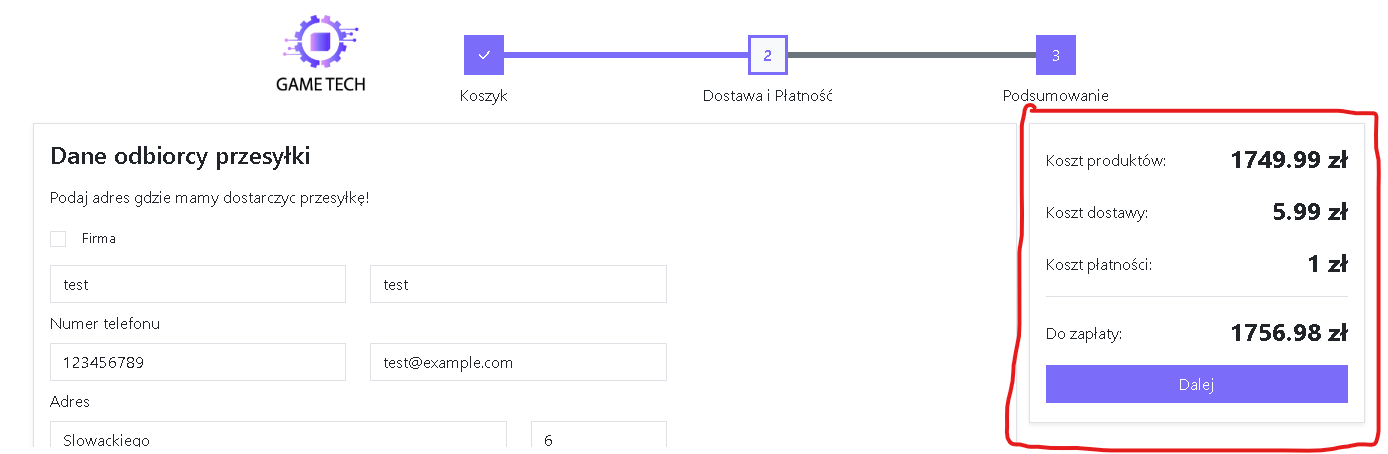 GAME TECH
2
3
Koszyk
Dostawa i Płatność
Podsumowanie
Dane odbiorcy przesyłki
Podaj adres gdzie mamy dostarczyc przesyłkę!
Firma
test test
Numer telefonu
123456789 test@example.com
Adres
Slowackiego 6
Koszt produktów: 1749.99 zł
Koszt dostawy: 5.99 zł
Koszt płatności: 1 zł
Do zapłaty: 1756.98 zł
Dalej